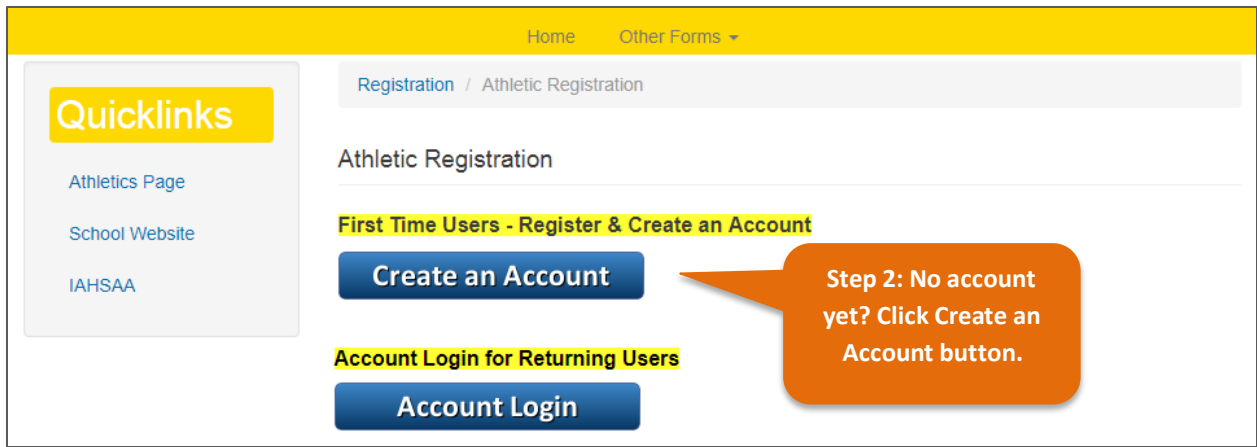 Home Other Forms
Quicklinks
Athletics Page
School Website
IAHSAA
Registration / Athletic Registration
Athletic Registration
First Time Users - Register & Create an Account
Create an Account
Step 2: No account
yet? Click Create an
Account button.
Account Login for Returning Users
Account Login